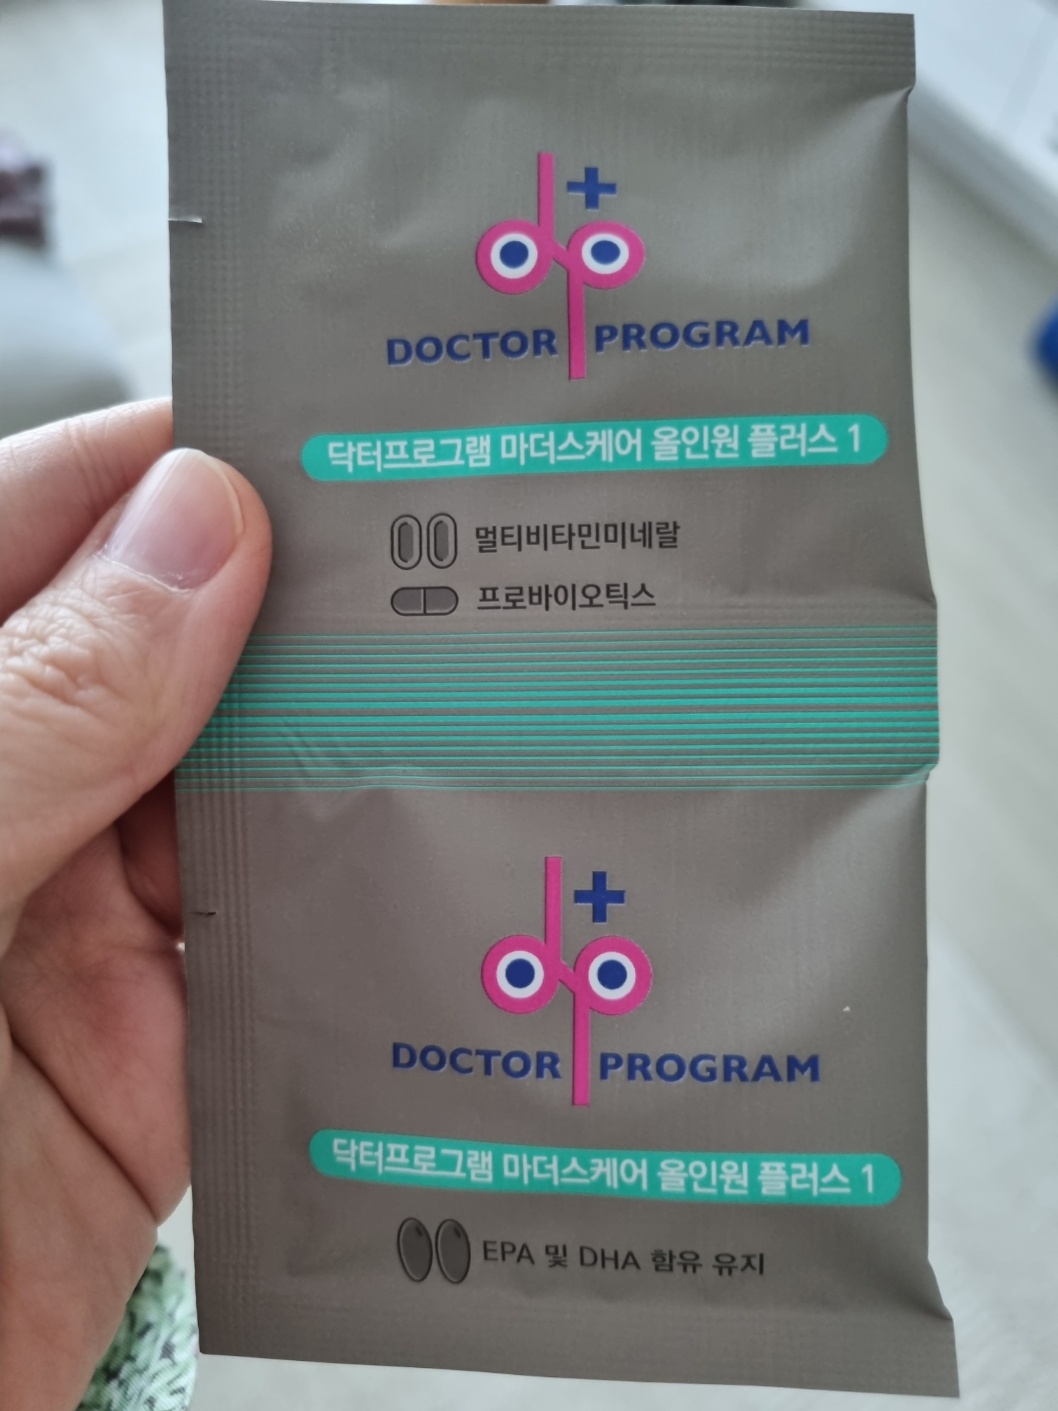 DOCTOR PROGRAM
닥터프로그램 마더스케어 올인원 플러스 1
멀티비타민미네랄
프로바이오틱스
DOCTOR PROGRAM
닥터프로그램 마더스케어 올인원 플러스 1
EPA 및 DHA 함유 유지